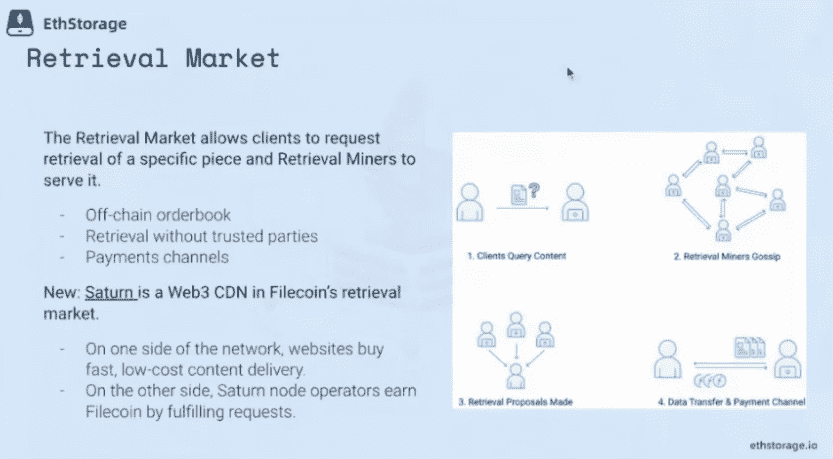 EthStorage
Retrieval Market
The Retrieval Market allows clients to request
retrieval of a specific piece and Retrieval Miners to
serve it.
- Off-chain orderbook
- Retrieval without trusted parties
- Payments channels
New: Saturn is a Web3 CDN in Filecoin's retrieval
market.
- On one side of the network, websites buy
fast, low-cost content delivery.
- On the other side, Saturn node operators earn
Filecoin by fulfilling requests.
?
1. Clients Query Content
2. Retrieval Miners Gossip
3. Retrieval Proposals Made
4. Data Transfer & Payment Channel
ethstorage.io